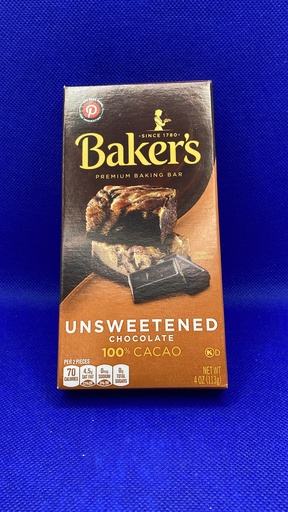 SINCE 1780
Baker's
PREMIUM BAKING BAR
UNSWEETENED
CHOCOLATE
100% CACAO
PER 2 PIECES
70
CALORIES
4.5g
SAT FAT
0mg
SODIUM
0g
TOTAL
SUGARS
K D
NET WT
4 OZ (113g)